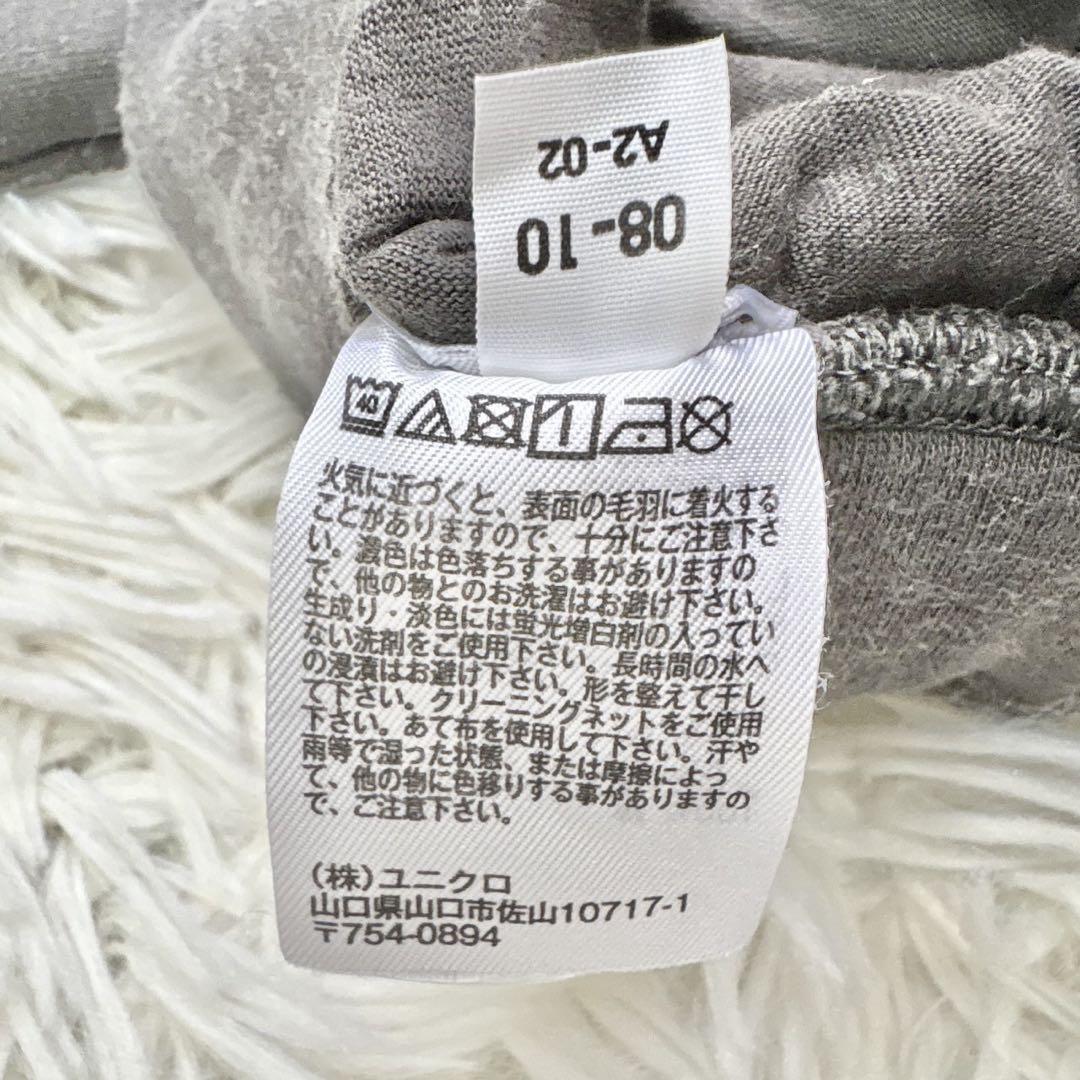 A2-02
08-10
40
火気に近づくと、表面の毛羽に着火する
ことがありますので、十分にご注意下さ
い。濃色は色落ちする事がありますの
で、他の物とのお洗濯はお避け下さい。
生成り・淡色には蛍光増白剤の入ってい
ない洗剤をご使用下さい。長時間の水へ
の浸漬はお避け下さい。形を整えて干し
て下さい。クリーニングネットをご使用
下さい。あて布を使用して下さい。汗や
雨等で湿った状態、または摩擦によっ
て、他の物に色移りする事がありますの
で、ご注意下さい。
(株)ユニクロ
山口県山口市佐山10717-1
〒754-0894